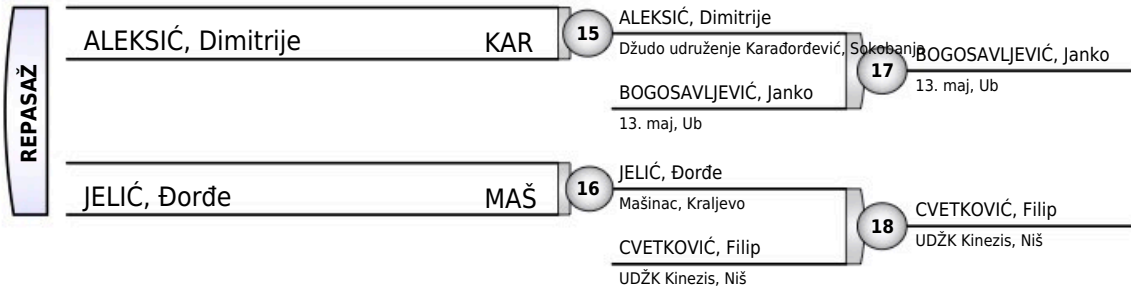 REPASAŽ
ALEKSIĆ, Dimitrije KAR
15
ALEKSIĆ, Dimitrije
Džudo udruženje Karađorđević, Sokobanja
BOGOSAVLJEVIĆ, Janko
13. maj, Ub
17
BOGOSAVLJEVIĆ, Janko
13. maj, Ub
JELIĆ, Đorđe MAŠ
16
JELIĆ, Đorđe
Mašinac, Kraljevo
CVETKOVIĆ, Filip
UDŽK Kinezis, Niš
18
CVETKOVIĆ, Filip
UDŽK Kinezis, Niš